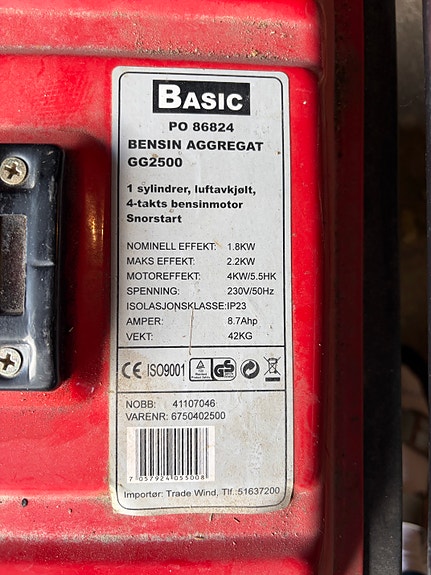 BASIC
PO 86824
BENSIN AGGREGAT
GG2500
1 sylindrer, luftavkjølt,
4-takts bensinmotor
Snorstart
NOMINELL EFFEKT: 1.8KW
MAKS EFFEKT: 2.2KW
MOTOREFFEKT: 4KW/5.5HK
SPENNING: 230V/50Hz
ISOLASJONSKLASSE:IP23
AMPER: 8.7Ahp
VEKT: 42KG
CE ISO9001 GS
NOBB: 41107046
VARENR: 6750402500
7 057924 055008
Importør: Trade Wind, Tlf.:51637200